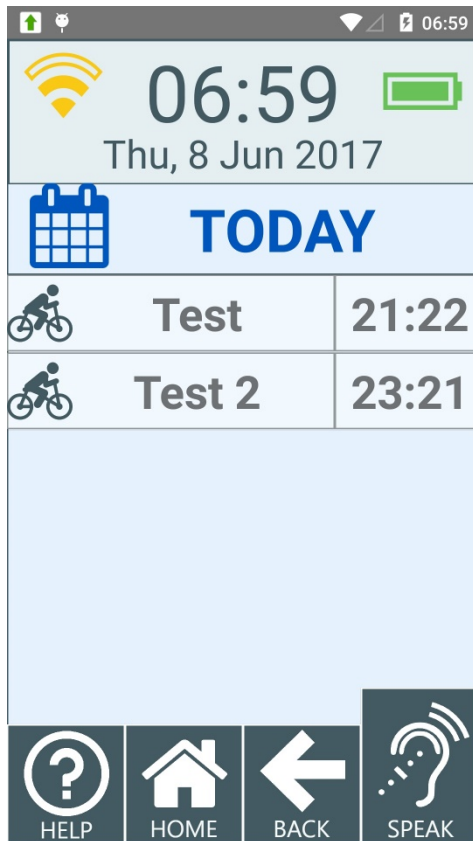 06:59
06:59
Thu, 8 Jun 2017
TODAY
Test 21:22
Test 2 23:21
HELP HOME BACK SPEAK